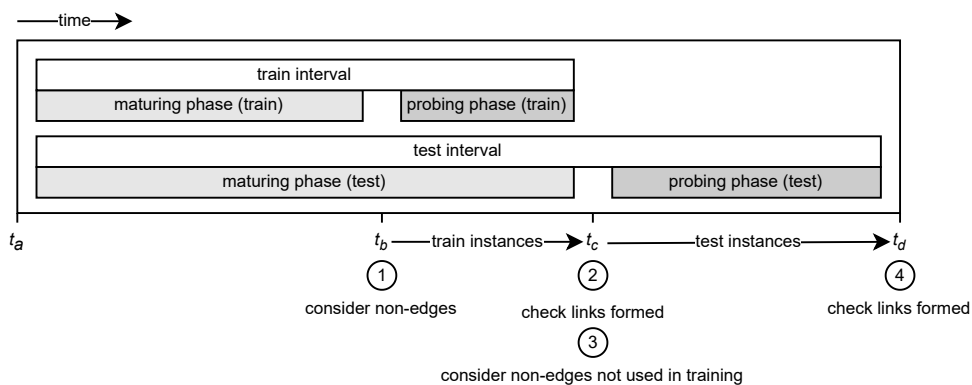 time
train interval
maturing phase (train)
probing phase (train)
test interval
maturing phase (test)
probing phase (test)
ta
tb
train instances
tc
test instances
td
1
2
4
consider non-edges
check links formed
check links formed
3
consider non-edges not used in training